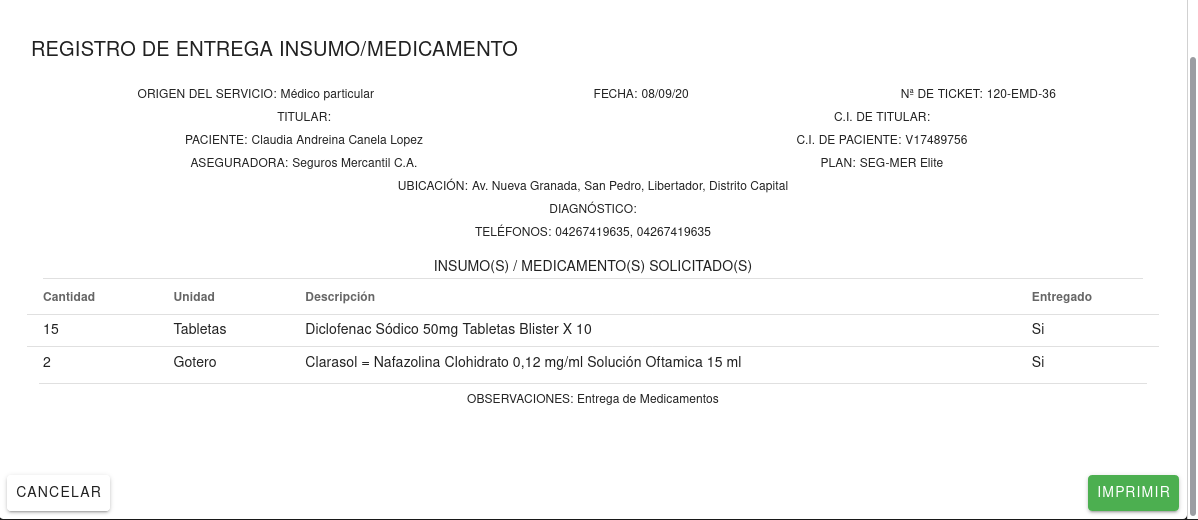 REGISTRO DE ENTREGA INSUMO/MEDICAMENTO
ORIGEN DEL SERVICIO: Médico particular FECHA: 08/09/20 Nª DE TICKET: 120-EMD-36
TITULAR: C.I. DE TITULAR:
PACIENTE: Claudia Andreina Canela Lopez C.I. DE PACIENTE: V17489756
ASEGURADORA: Seguros Mercantil C.A. PLAN: SEG-MER Elite
UBICACIÓN: Av. Nueva Granada, San Pedro, Libertador, Distrito Capital
DIAGNÓSTICO:
TELÉFONOS: 04267419635, 04267419635
INSUMO(S) / MEDICAMENTO(S) SOLICITADO(S)
Cantidad Unidad Descripción Entregado
15 Tabletas Diclofenac Sódico 50mg Tabletas Blister X 10 Si
2 Gotero Clarasol = Nafazolina Clohidrato 0,12 mg/ml Solución Oftamica 15 ml Si
OBSERVACIONES: Entrega de Medicamentos
CANCELAR IMPRIMIR